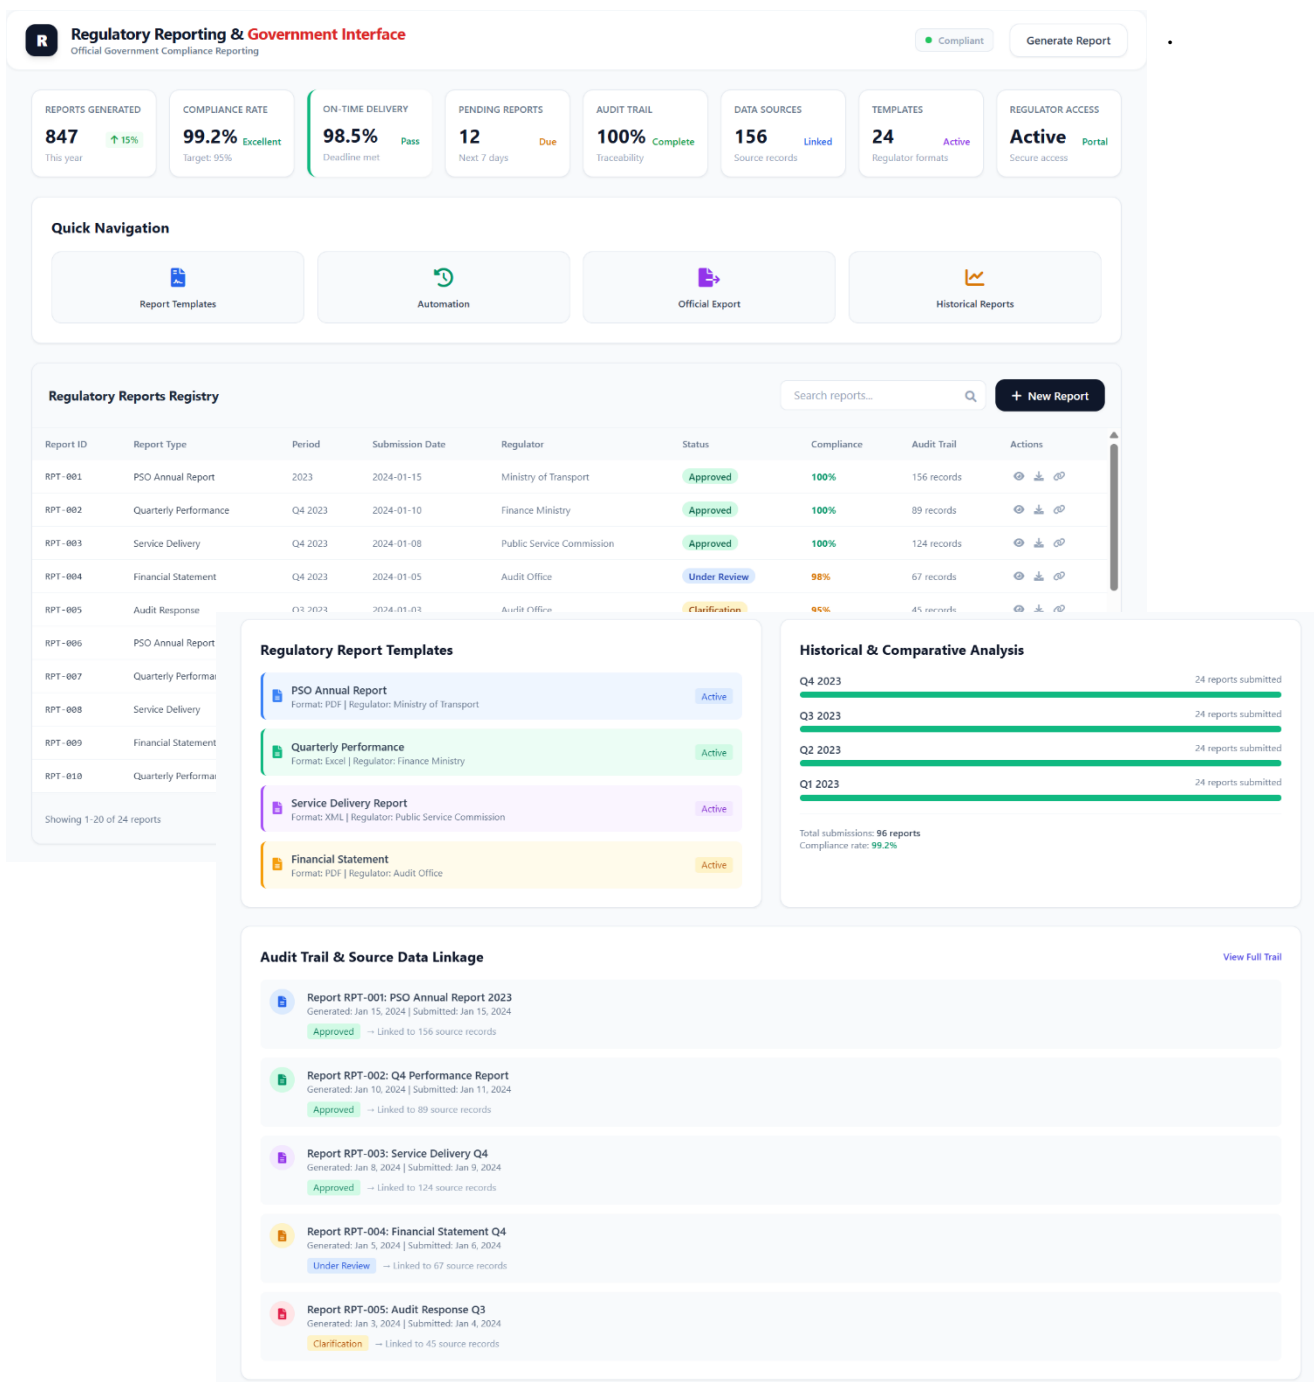 R
Regulatory Reporting & Government Interface
Official Government Compliance Reporting
Compliant
Generate Report
.
REPORTS GENERATED
847
↑ 15%
This year
COMPLIANCE RATE
99.2% Excellent
Target: 95%
ON-TIME DELIVERY
98.5% Pass
Deadline met
PENDING REPORTS
12 Due
Next 7 days
AUDIT TRAIL
100% Complete
Traceability
DATA SOURCES
156 Linked
Source records
TEMPLATES
24 Active
Regulator formats
REGULATOR ACCESS
Active Portal
Secure access
Quick Navigation
Report Templates
Automation
Official Export
Historical Reports
Regulatory Reports Registry
Search reports...
+ New Report
Report ID Report Type Period Submission Date Regulator Status Compliance Audit Trail Actions
RPT-001 PSO Annual Report 2023 2024-01-15 Ministry of Transport Approved 100% 156 records
RPT-002 Quarterly Performance Q4 2023 2024-01-10 Finance Ministry Approved 100% 89 records
RPT-003 Service Delivery Q4 2023 2024-01-08 Public Service Commission Approved 100% 124 records
RPT-004 Financial Statement Q4 2023 2024-01-05 Audit Office Under Review 98% 67 records
RPT-005 Audit Response Q3 2023 2024-01-03 Audit Office Clarification 95% 45 records
RPT-006 PSO Annual Report
RPT-007 Quarterly Performa
RPT-008 Service Delivery
RPT-009 Financial Statement
RPT-010 Quarterly Performa
Showing 1-20 of 24 reports
Regulatory Report Templates
PSO Annual Report
Format: PDF | Regulator: Ministry of Transport
Active
Quarterly Performance
Format: Excel | Regulator: Finance Ministry
Active
Service Delivery Report
Format: XML | Regulator: Public Service Commission
Active
Financial Statement
Format: PDF | Regulator: Audit Office
Active
Historical & Comparative Analysis
Q4 2023 24 reports submitted
Q3 2023 24 reports submitted
Q2 2023 24 reports submitted
Q1 2023 24 reports submitted
Total submissions: 96 reports
Compliance rate: 99.2%
Audit Trail & Source Data Linkage
View Full Trail
Report RPT-001: PSO Annual Report 2023
Generated: Jan 15, 2024 | Submitted: Jan 15, 2024
Approved → Linked to 156 source records
Report RPT-002: Q4 Performance Report
Generated: Jan 10, 2024 | Submitted: Jan 11, 2024
Approved → Linked to 89 source records
Report RPT-003: Service Delivery Q4
Generated: Jan 8, 2024 | Submitted: Jan 9, 2024
Approved → Linked to 124 source records
Report RPT-004: Financial Statement Q4
Generated: Jan 5, 2024 | Submitted: Jan 6, 2024
Under Review → Linked to 67 source records
Report RPT-005: Audit Response Q3
Generated: Jan 3, 2024 | Submitted: Jan 4, 2024
Clarification → Linked to 45 source records